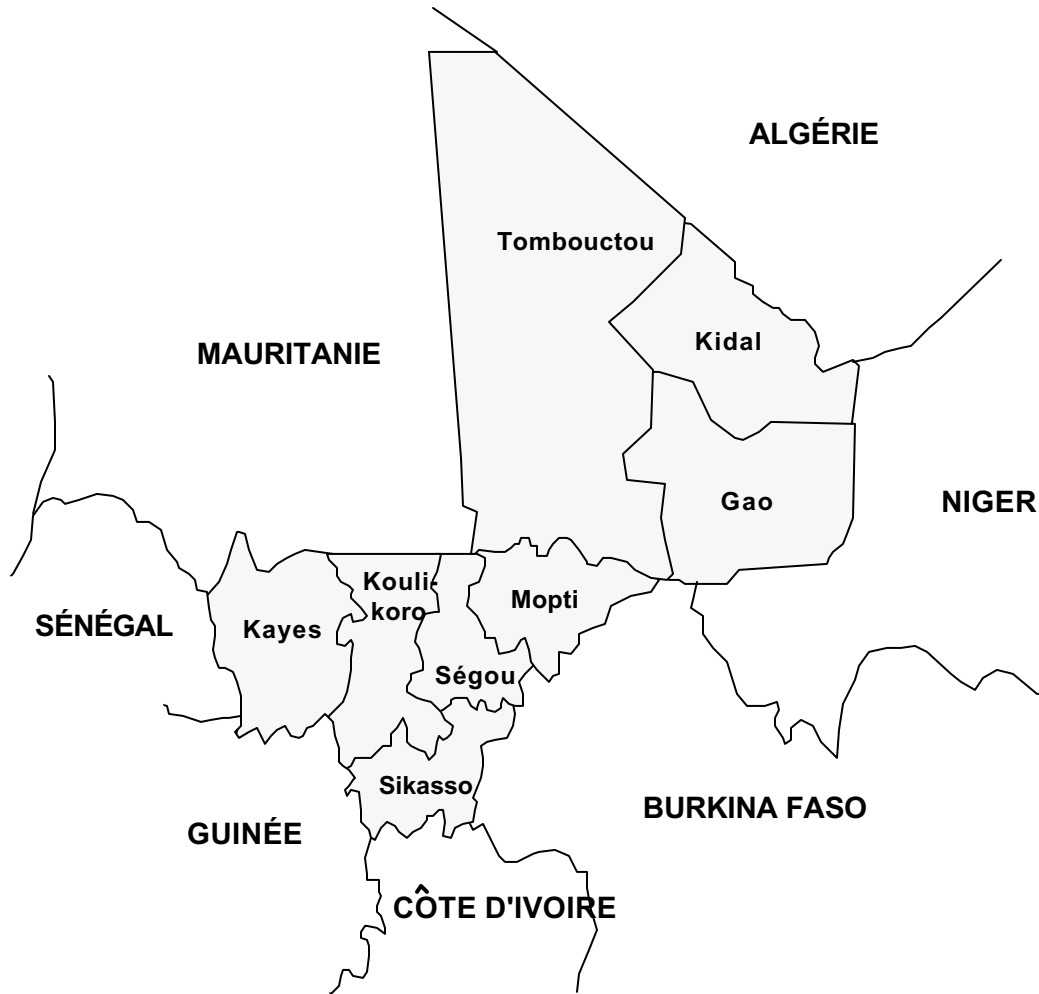 ALGÉRIE
Tombouctou
Kidal
MAURITANIE
Gao
NIGER
Kouli-
koro
Mopti
Kayes
SÉNÉGAL
Ségou
Sikasso
BURKINA FASO
GUINÉE
CÔTE D'IVOIRE